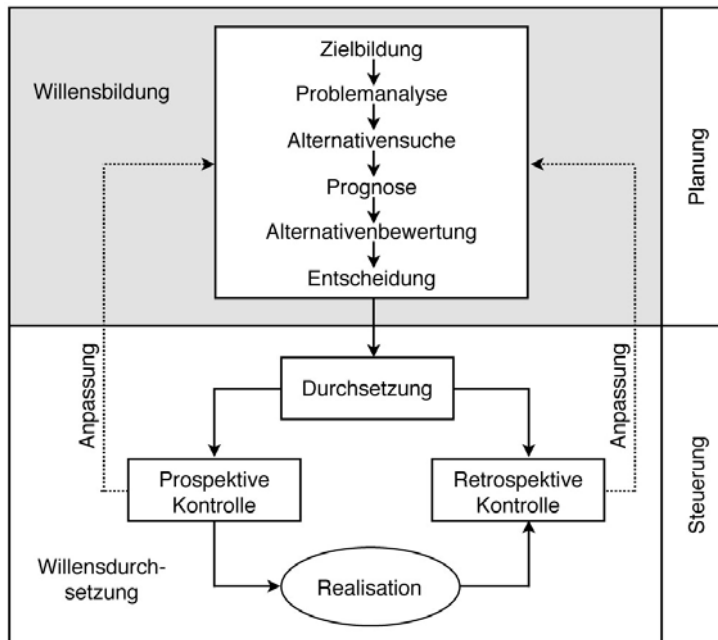 Zielbildung
Willensbildung
Problemanalyse
Alternativensuche
Prognose
Alternativenbewertung
Entscheidung
Planung
Durchsetzung
Anpassung
Anpassung
Prospektive
Kontrolle
Retrospektive
Kontrolle
Steuerung
Willensdurch-
setzung
Realisation